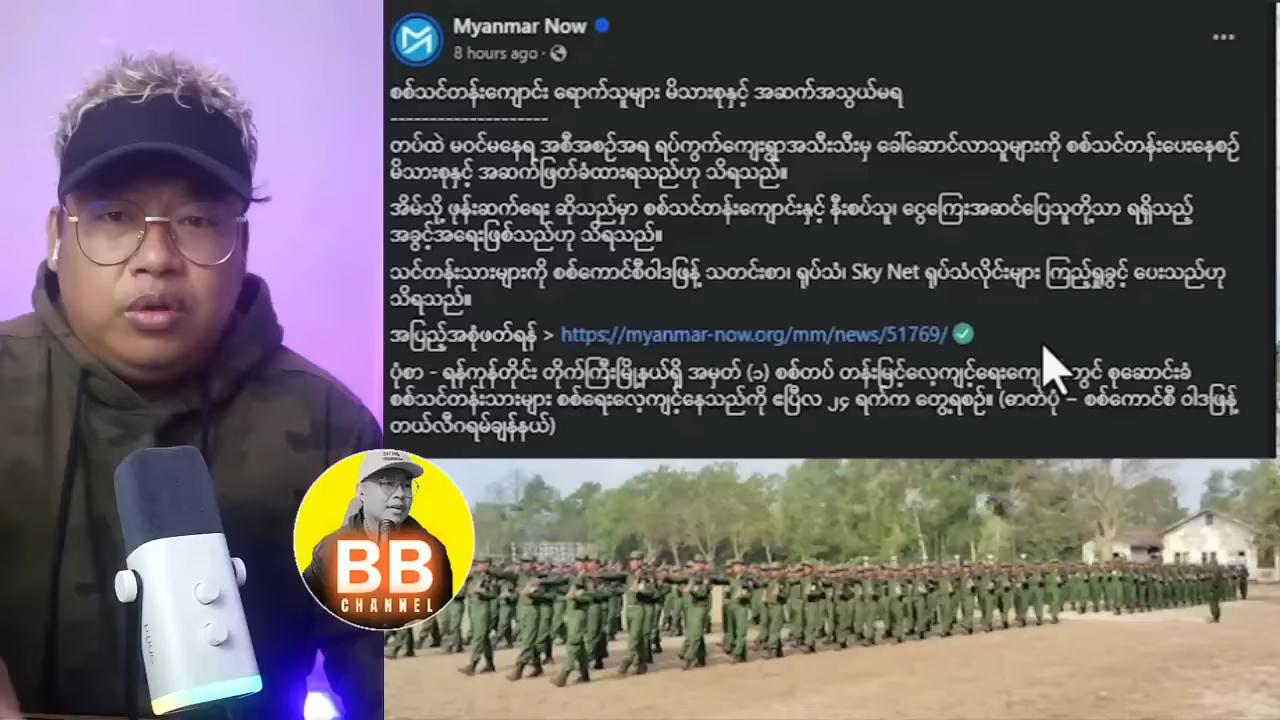 Myanmar Now
8 hours ago ·
စစ်သင်တန်းကျောင်း ရောက်သူများ မိသားစုနှင့် အဆက်အသွယ်မရ
--------------------
တပ်ထဲ မဝင်မနေရ အစီအစဉ်အရ ရပ်ကွက်ကျေးရွာအသီးသီးမှ ခေါ်ဆောင်လာသူများကို စစ်သင်တန်းပေးနေစဉ်
မိသားစုနှင့် အဆက်ဖြတ်ခံထားရသည်ဟု သိရသည်။
အိမ်သို့ ဖုန်းဆက်ရေး ဆိုသည်မှာ စစ်သင်တန်းကျောင်းနှင့် နီးစပ်သူ၊ ငွေကြေးအဆင်ပြေသူတို့သာ ရရှိသည့်
အခွင့်အရေးဖြစ်သည်ဟု သိရသည်။
သင်တန်းသားများကို စစ်ကောင်စီဝါဒဖြန့် သတင်းစာ၊ ရုပ်သံ၊ Sky Net ရုပ်သံလိုင်းများ ကြည့်ရှုခွင့် ပေးသည်ဟု
သိရသည်။
အပြည့်အစုံဖတ်ရန် > https://myanmar-now.org/mm/news/51769/
ပုံစာ - ရန်ကုန်တိုင်း တိုက်ကြီးမြို့နယ်ရှိ အမှတ် (၁) စစ်တပ် တန်းမြင့်လေ့ကျင့်ရေးကျော တွင် စုဆောင်းခံ
စစ်သင်တန်းသားများ စစ်ရေးလေ့ကျင့်နေသည်ကို ဧပြီလ ၂၄ ရက်က တွေ့ရစဉ်။ (ဓာတ်ပုံ – စစ်ကောင်စီ ဝါဒဖြန့်
တယ်လီဂရမ်ချန်နယ်)
BB
CHANNEL